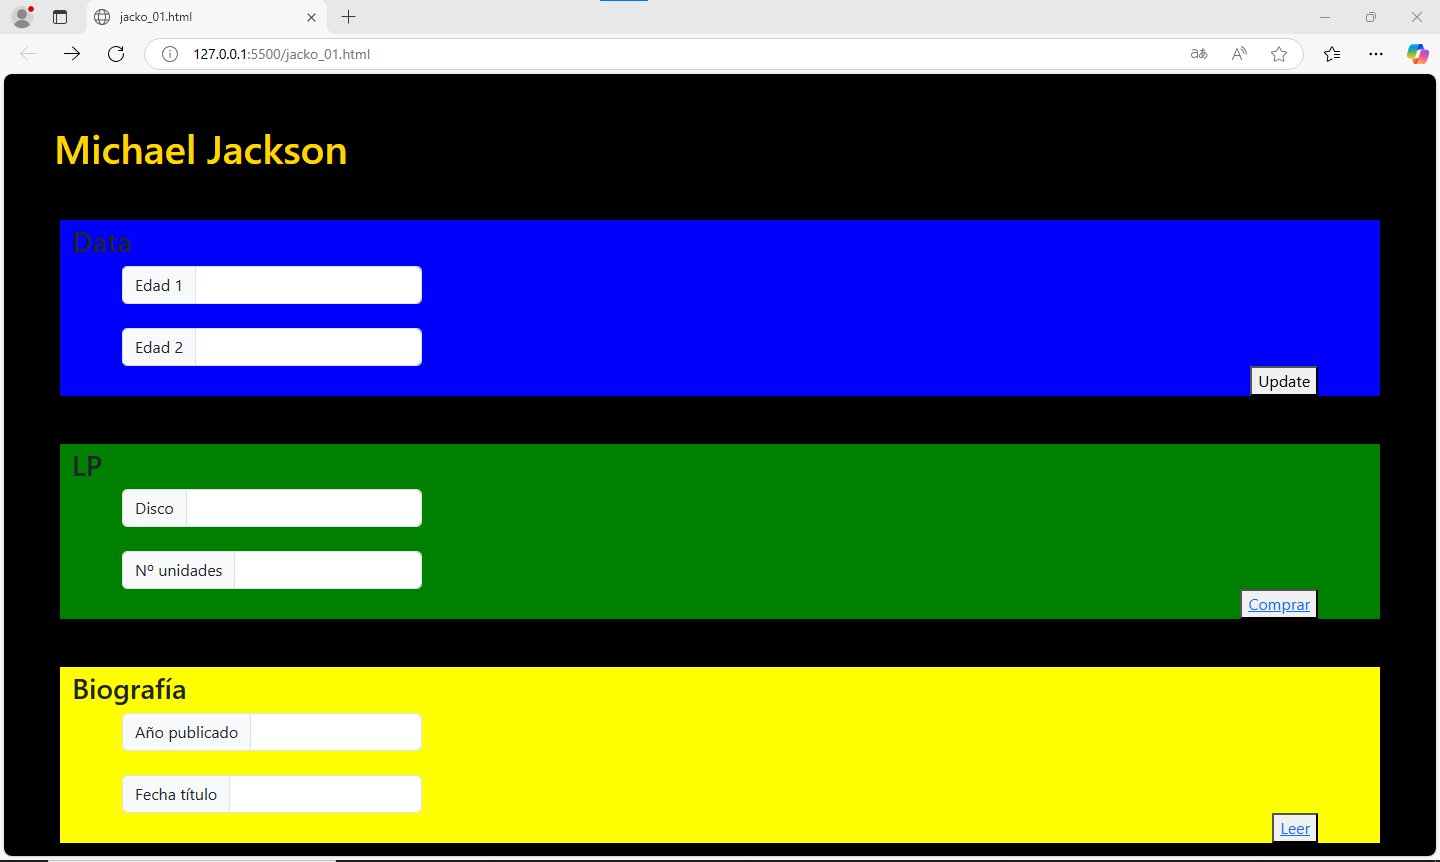 jacko_01.html
127.0.0.1:5500/jacko_01.html
Michael Jackson
Data
Edad 1
Edad 2
Update
LP
Disco
Nº unidades
Comprar
Biografía
Año publicado
Fecha título
Leer